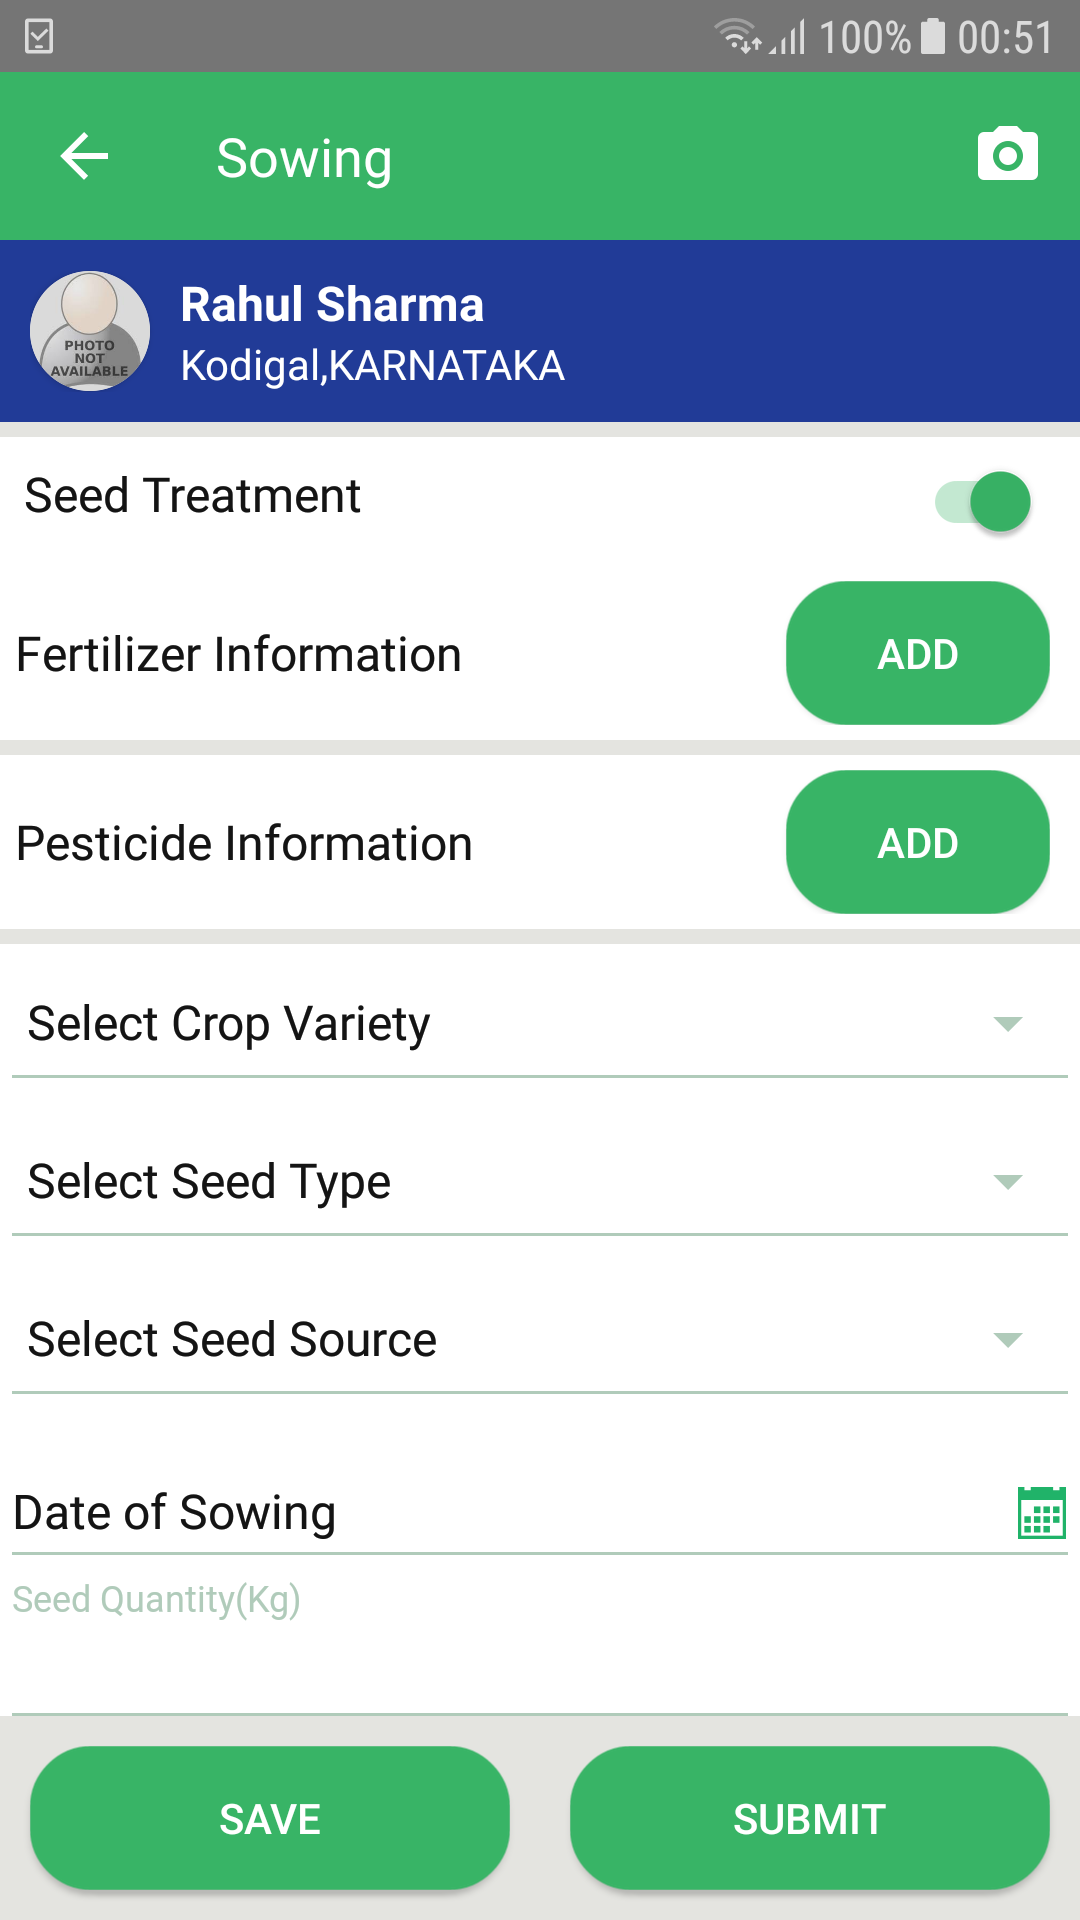 100% 00:51
Sowing
PHOTO
NOT
AVAILABLE
Rahul Sharma
Kodigal,KARNATAKA
Seed Treatment
Fertilizer Information ADD
Pesticide Information ADD
Select Crop Variety
Select Seed Type
Select Seed Source
Date of Sowing
Seed Quantity(Kg)
SAVE SUBMIT